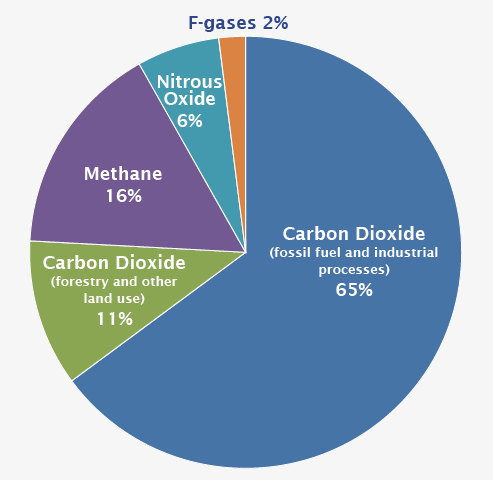 F-gases 2%
Nitrous
Oxide
6%
Methane
16%
Carbon Dioxide
(fossil fuel and industrial
processes)
65%
Carbon Dioxide
(forestry and other
land use)
11%